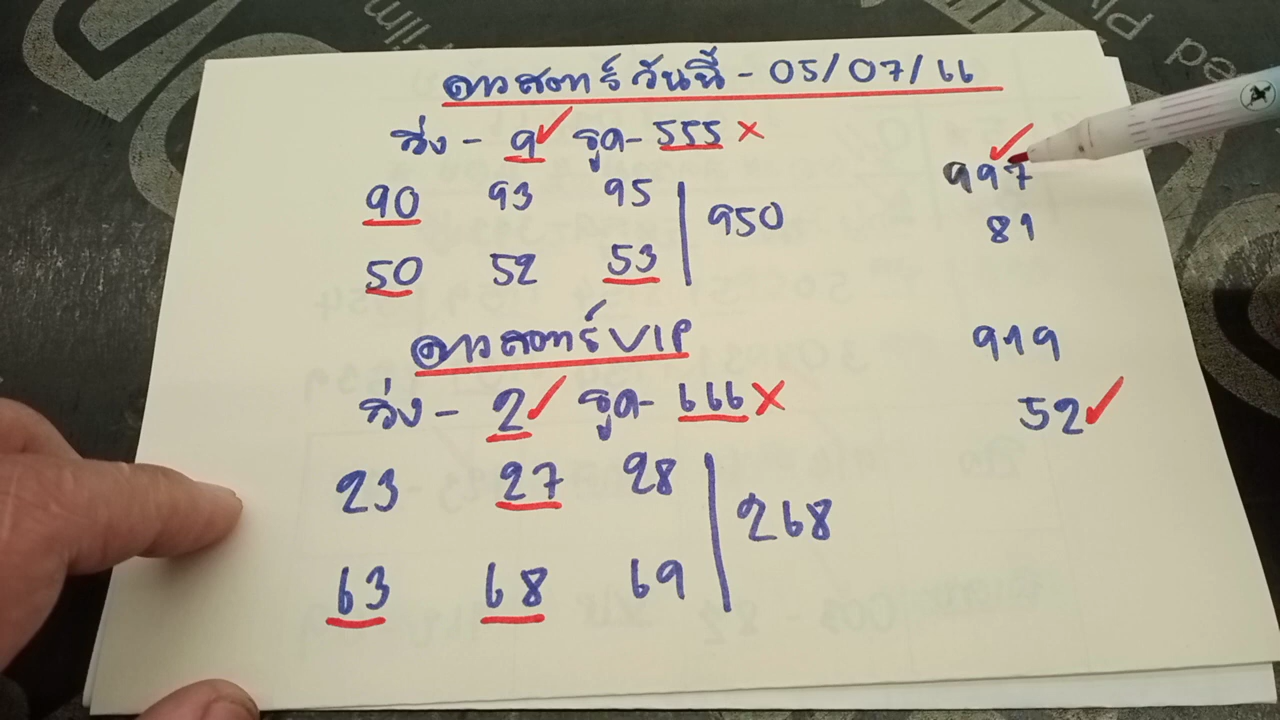 ดาวสตาร์วันนี้ - 05/07/66
วิ่ง - 9✓ รูด - 555 ×
997 ✓
90 93 95 950
81
50 52 53
ดาวสตาร์ VIP
919
วิ่ง - 2✓ รูด - 666 ×
52 ✓
23 27 28 268
63 68 69